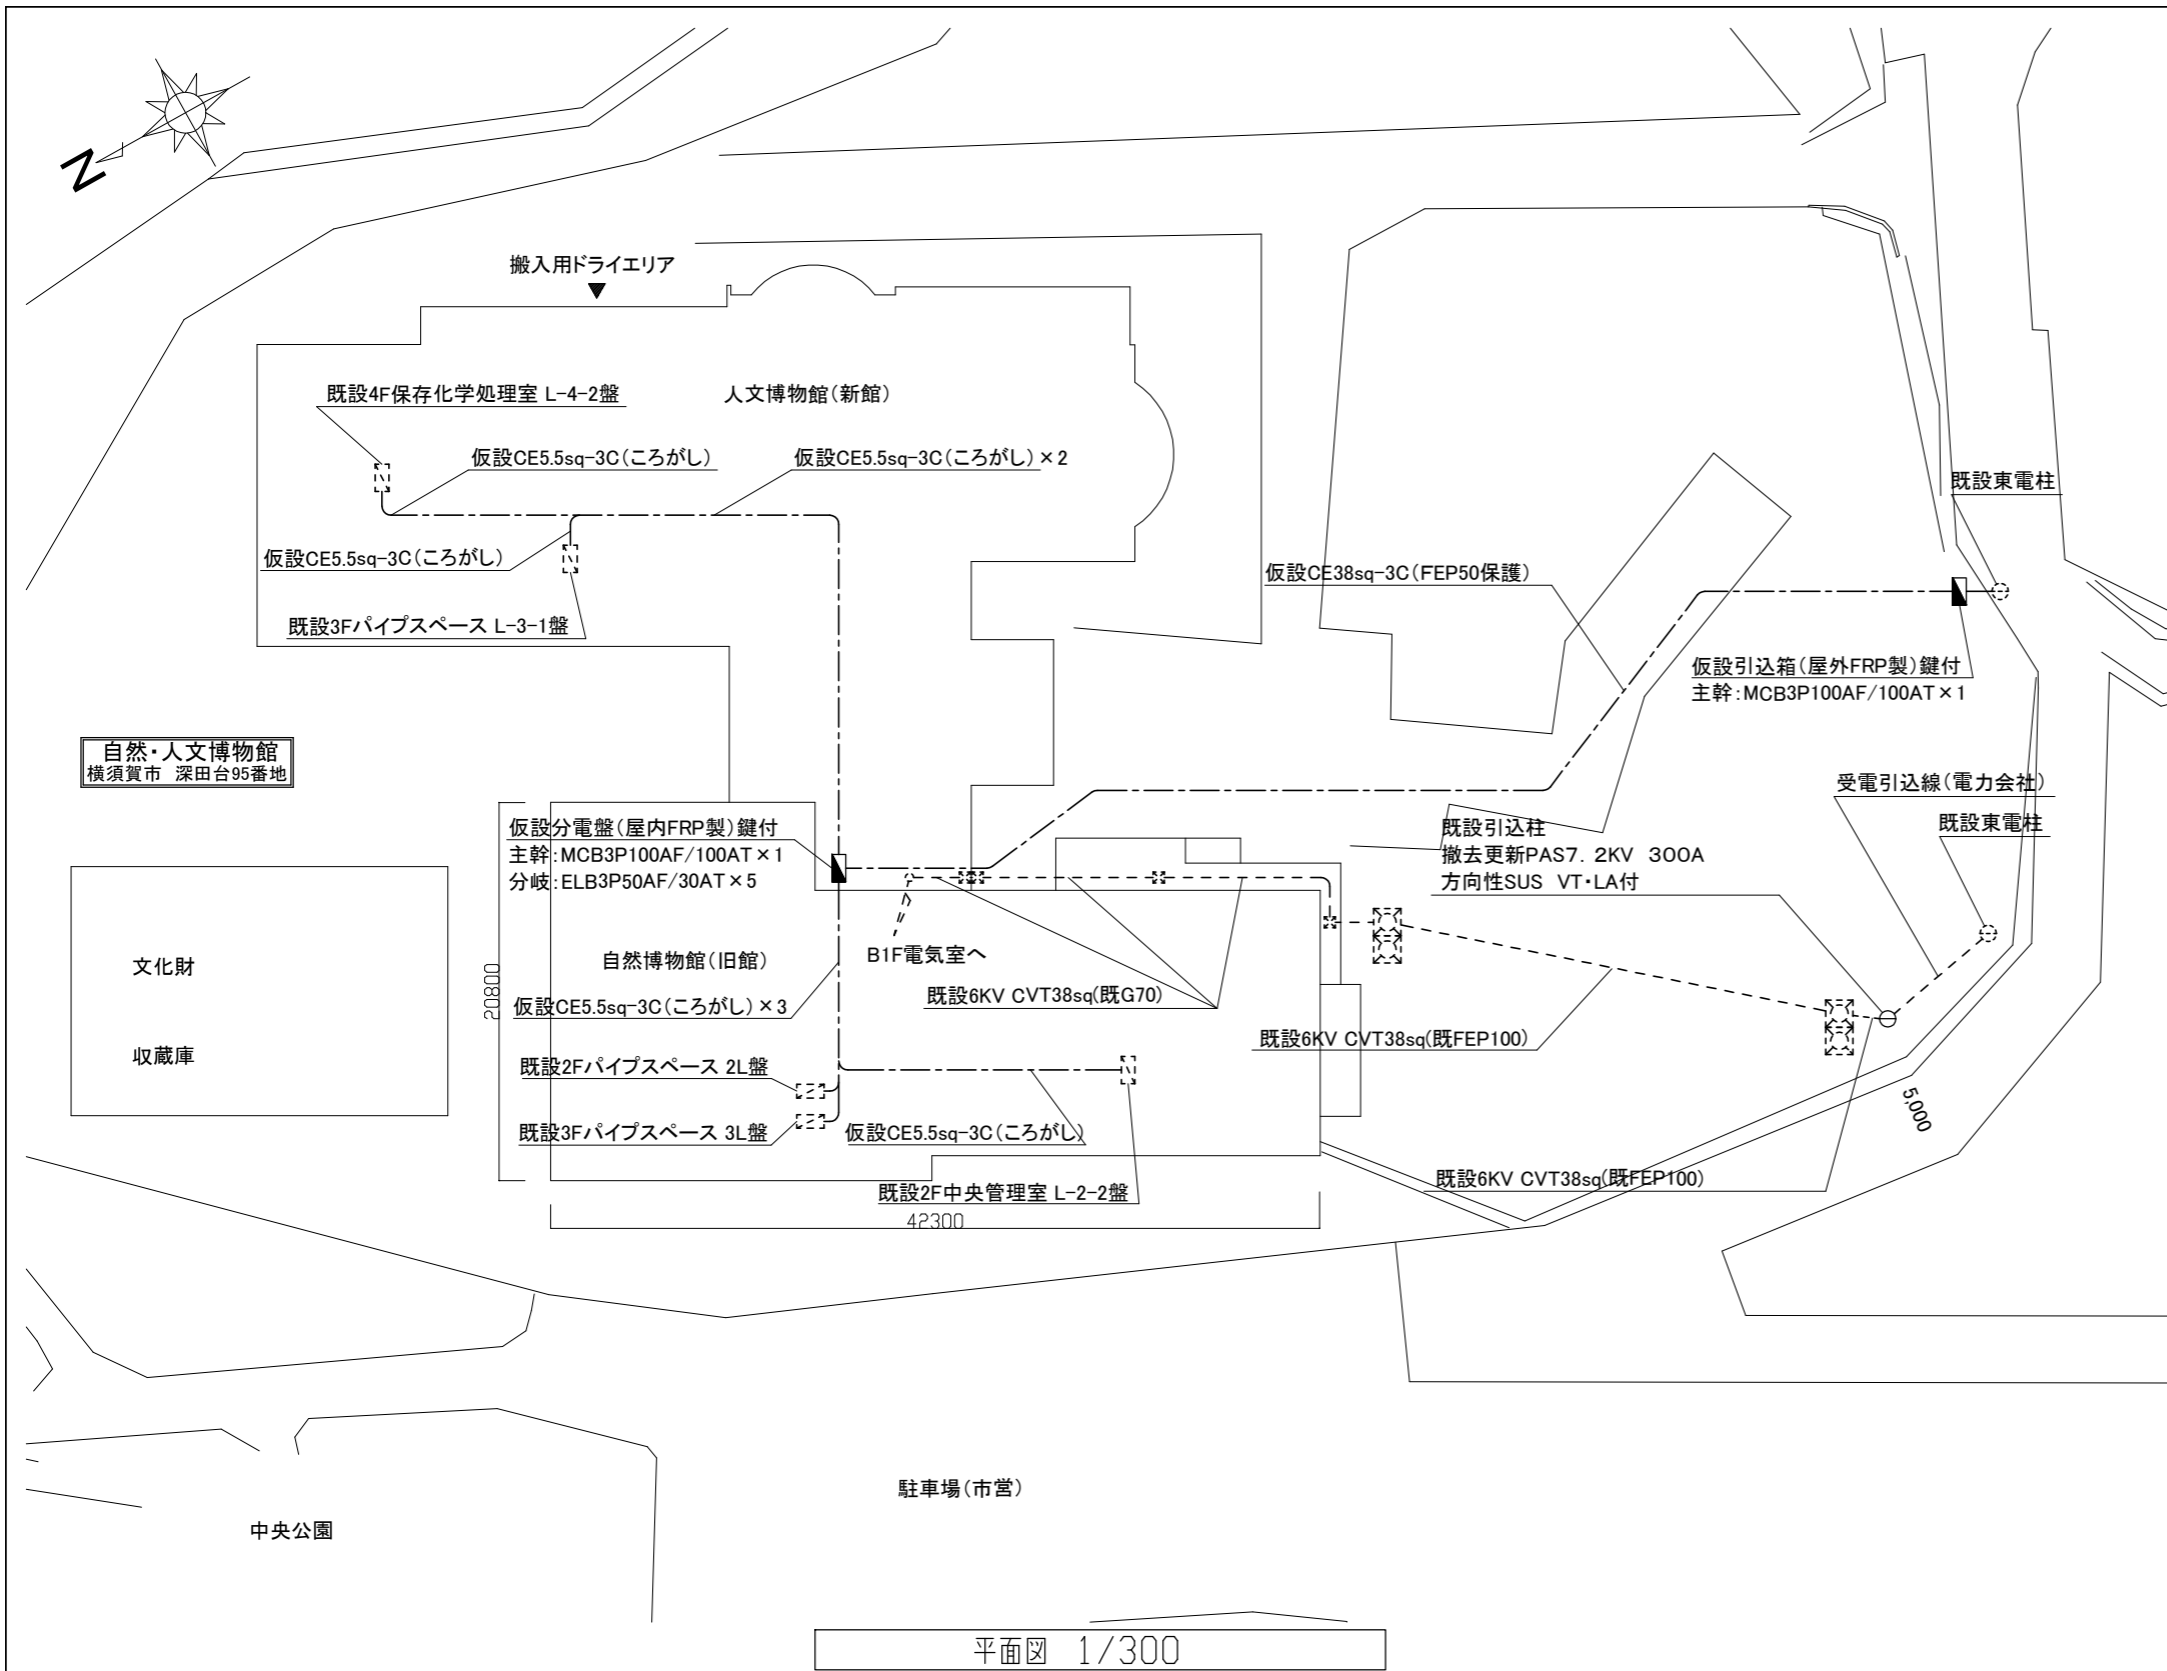 N
搬入用ドライエリア
既設4F保存化学処理室 L-4-2盤
人文博物館(新館)
仮設CE5.5sq-3C(ころがし)
仮設CE5.5sq-3C(ころがし)×2
既設東電柱
仮設CE5.5sq-3C(ころがし)
仮設CE38sq-3C(FEP50保護)
既設3Fパイプスペース L-3-1盤
仮設引込箱(屋外FRP製)鍵付
主幹:MCB3P100AF/100AT×1
自然・人文博物館
横須賀市 深田台95番地
受電引込線(電力会社)
既設東電柱
仮設分電盤(屋内FRP製)鍵付
主幹:MCB3P100AF/100AT×1
分岐:ELB3P50AF/30AT×5
既設引込柱
撤去更新PAS7.2KV 300A
方向性SUS VT・LA付
文化財
収蔵庫
20800
自然博物館(旧館)
B1F電気室へ
仮設CE5.5sq-3C(ころがし)×3
既設6KV CVT38sq(既G70)
既設6KV CVT38sq(既FEP100)
既設2Fパイプスペース 2L盤
既設3Fパイプスペース 3L盤
仮設CE5.5sq-3C(ころがし)
5,000
既設2F中央管理室 L-2-2盤
既設6KV CVT38sq(既FEP100)
42300
駐車場(市営)
中央公園
平面図 1/300